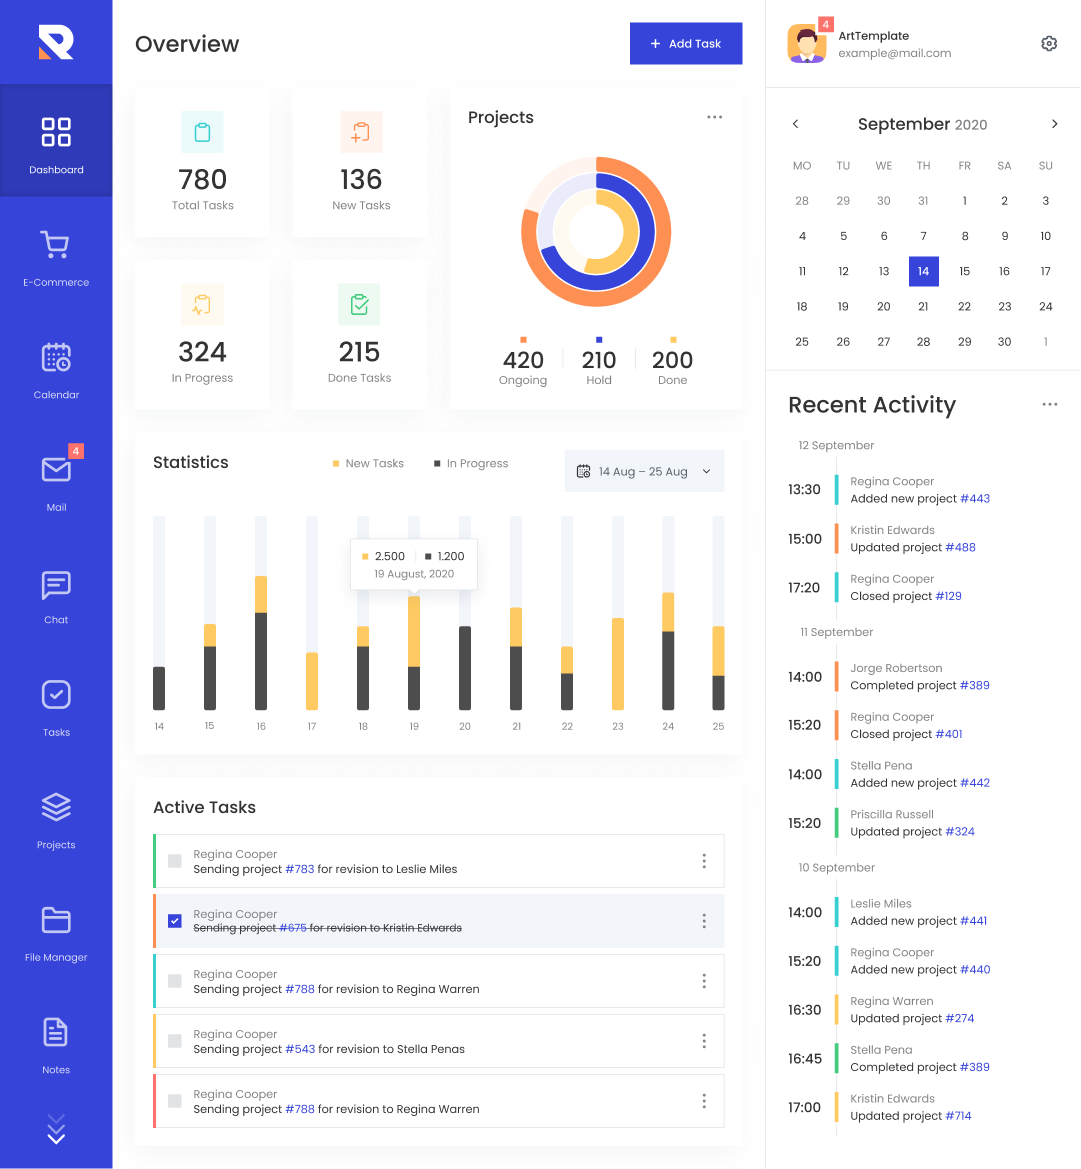 Dashboard
E-Commerce
Calendar
4
Mail
Chat
Tasks
Projects
File Manager
Notes
Overview
+ Add Task
780
Total Tasks
136
New Tasks
324
In Progress
215
Done Tasks
Projects
420
Ongoing
210
Hold
200
Done
Statistics
New Tasks
In Progress
14 Aug – 25 Aug
2.500 1.200
19 August, 2020
14 15 16 17 18 19 20 21 22 23 24 25
Active Tasks
Regina Cooper
Sending project #783 for revision to Leslie Miles
Regina Cooper
Sending project #675 for revision to Kristin Edwards
Regina Cooper
Sending project #788 for revision to Regina Warren
Regina Cooper
Sending project #543 for revision to Stella Penas
Regina Cooper
Sending project #788 for revision to Regina Warren
4
ArtTemplate
example@mail.com
September 2020
MO TU WE TH FR SA SU
28 29 30 31 1 2 3
4 5 6 7 8 9 10
11 12 13 14 15 16 17
18 19 20 21 22 23 24
25 26 27 28 29 30 1
Recent Activity
12 September
13:30
Regina Cooper
Added new project #443
15:00
Kristin Edwards
Updated project #488
17:20
Regina Cooper
Closed project #129
11 September
14:00
Jorge Robertson
Completed project #389
15:20
Regina Cooper
Closed project #401
14:00
Stella Pena
Added new project #442
15:20
Priscilla Russell
Updated project #324
10 September
14:00
Leslie Miles
Added new project #441
15:20
Regina Cooper
Added new project #440
16:30
Regina Warren
Updated project #274
16:45
Stella Pena
Completed project #389
17:00
Kristin Edwards
Updated project #714